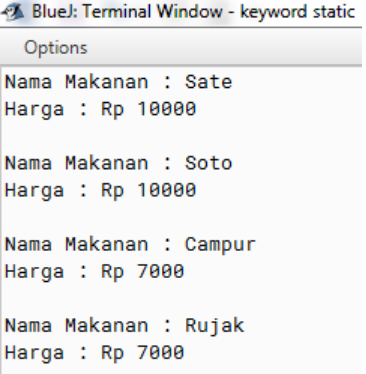 BlueJ: Terminal Window - keyword static
Options
Nama Makanan : Sate
Harga : Rp 10000
Nama Makanan : Soto
Harga : Rp 10000
Nama Makanan : Campur
Harga : Rp 7000
Nama Makanan : Rujak
Harga : Rp 7000